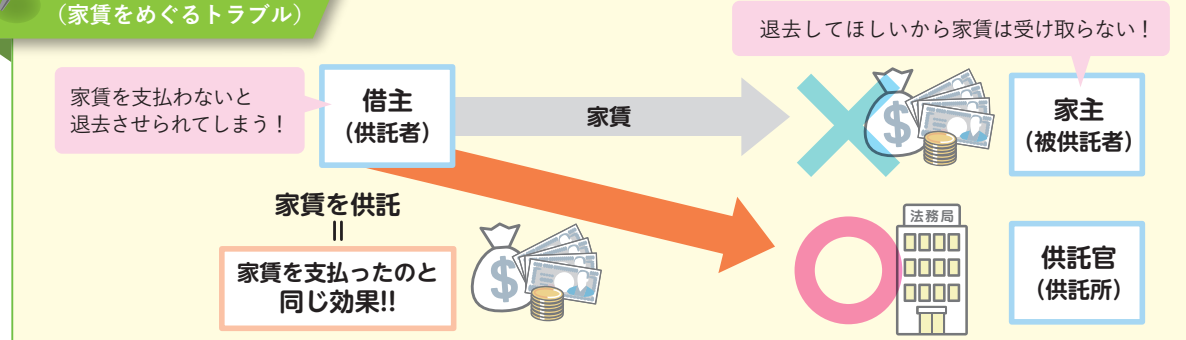 (家賃をめぐるトラブル)
退去してほしいから家賃は受け取らない！
家賃を支払わないと
退去させられてしまう！
借主
(供託者)
家賃
$
家主
(被供託者)
家賃を供託
＝
家賃を支払ったのと
同じ効果!!
$
法務局
供託官
(供託所)